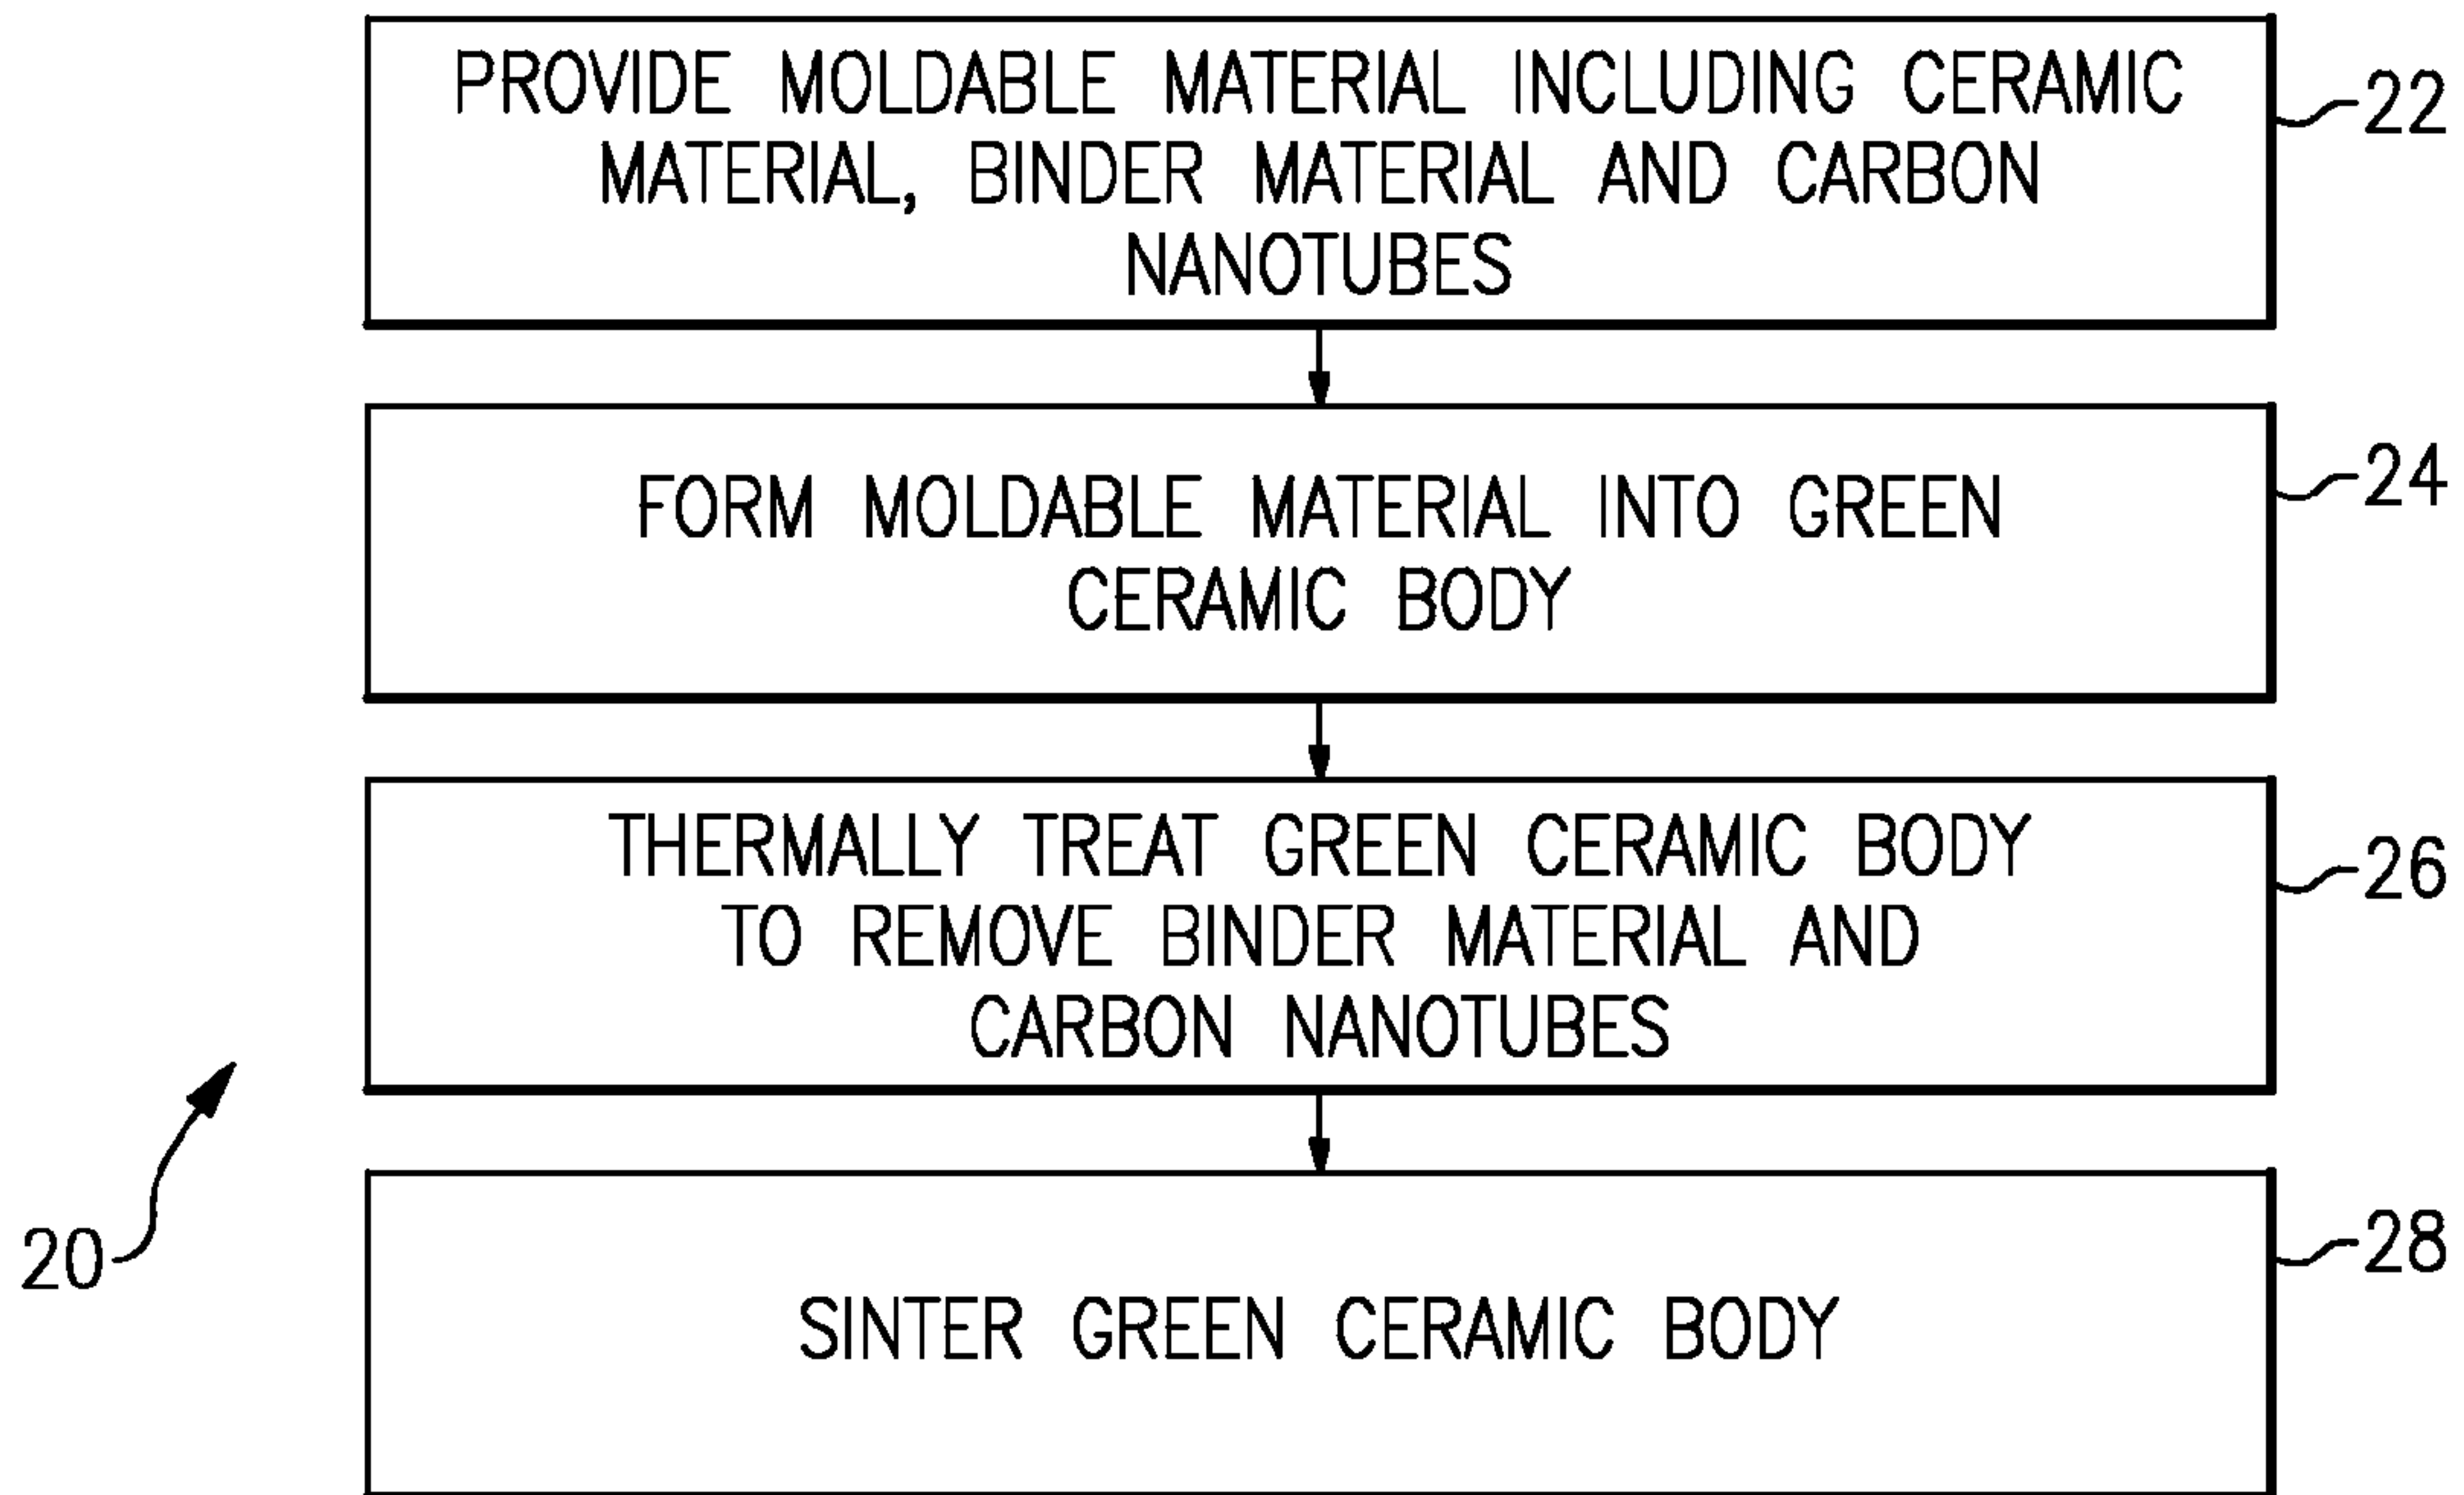 PROVIDE MOLDABLE MATERIAL INCLUDING CERAMIC
MATERIAL, BINDER MATERIAL AND CARBON
NANOTUBES
22
FORM MOLDABLE MATERIAL INTO GREEN
CERAMIC BODY
24
THERMALLY TREAT GREEN CERAMIC BODY
TO REMOVE BINDER MATERIAL AND
CARBON NANOTUBES
26
20
SINTER GREEN CERAMIC BODY
28